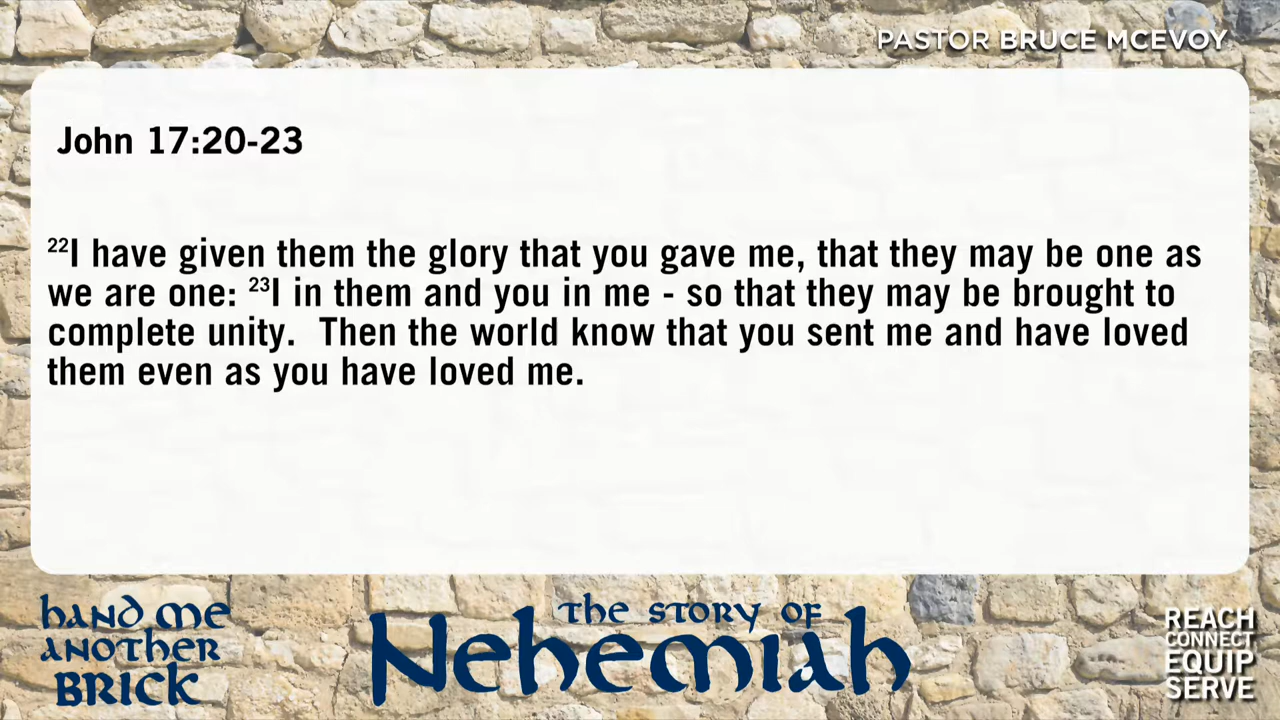 PASTOR BRUCE MCEVOY
John 17:20-23
²²I have given them the glory that you gave me, that they may be one as
we are one: ²³I in them and you in me - so that they may be brought to
complete unity.  Then the world know that you sent me and have loved
them even as you have loved me.
hand me
another
BRICK
the story of
Nehemiah
REACH
CONNECT
EQUIP
SERVE